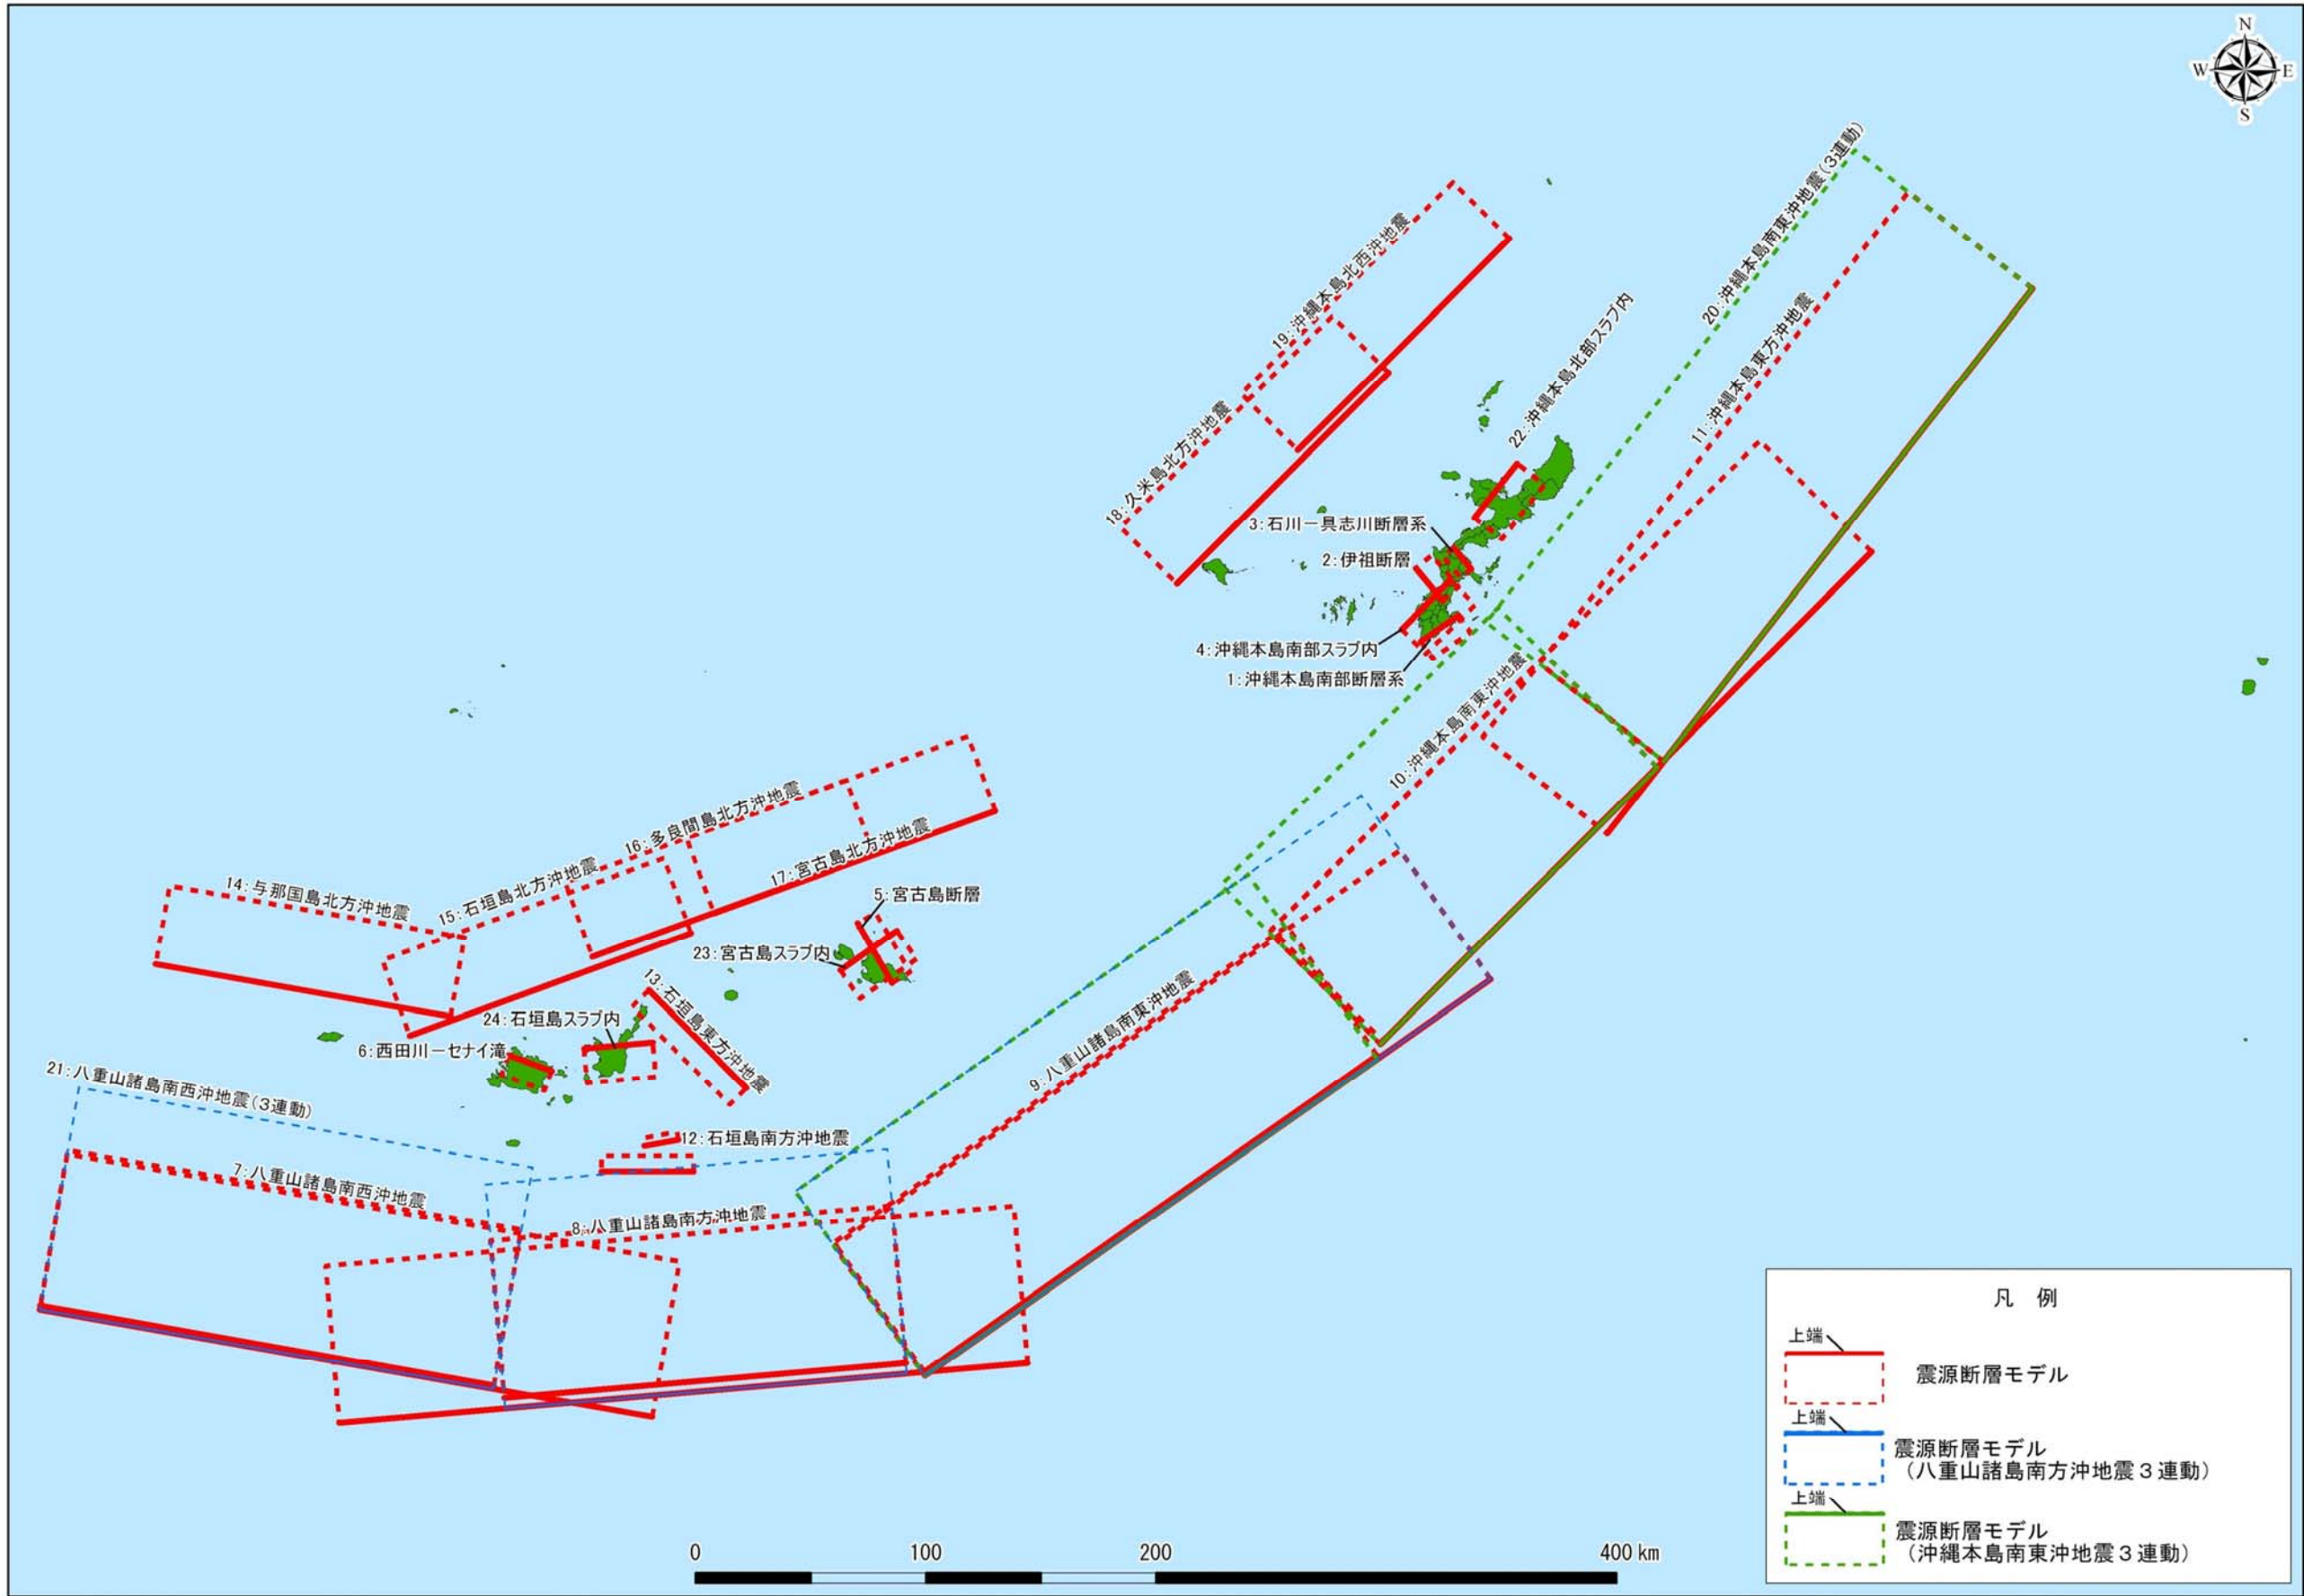 N
W
E
S
20:沖縄本島南東沖地震(3連動)
19:沖縄本島北西沖地震
22:沖縄本島北部スラブ内
11:沖縄本島東方沖地震
18:久米島北方沖地震
3:石川－具志川断層系
2:伊祖断層
4:沖縄本島南部スラブ内
1:沖縄本島南部断層系
10:沖縄本島南東沖地震
16:多良間島北方沖地震
17:宮古島北方沖地震
15:石垣島北方沖地震
14:与那国島北方沖地震
5:宮古島断層
23:宮古島スラブ内
13:石垣島東方沖地震
24:石垣島スラブ内
6:西田川－セナイ滝
9:八重山諸島南東沖地震
21:八重山諸島南西沖地震(3連動)
12:石垣島南方沖地震
7:八重山諸島南西沖地震
8:八重山諸島南方沖地震
凡　例
上端
震源断層モデル
上端
震源断層モデル
（八重山諸島南方沖地震３連動）
上端
震源断層モデル
（沖縄本島南東沖地震３連動）
0 100 200 400 km